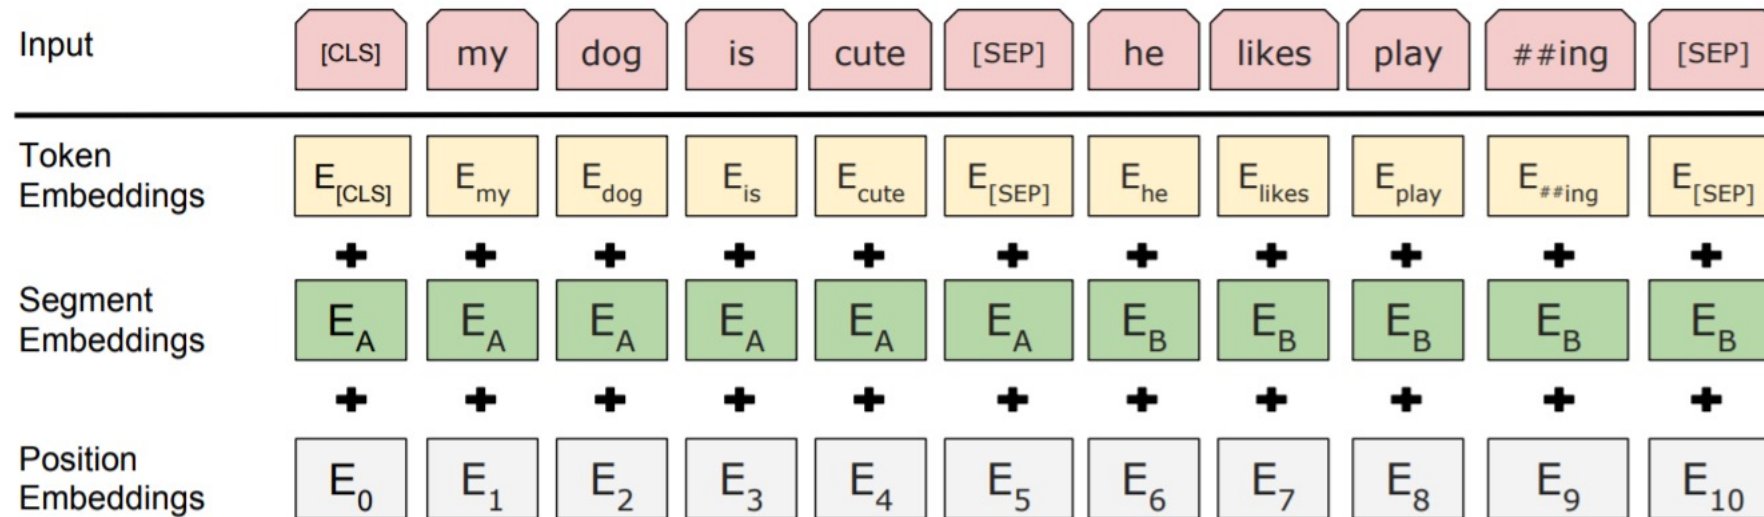 Input [CLS] my dog is cute [SEP] he likes play ##ing [SEP]
Token
Embeddings E[CLS] Emy Edog Eis Ecute E[SEP] Ehe Elikes Eplay E##ing E[SEP]
+ + + + + + + + + + +
Segment
Embeddings EA EA EA EA EA EA EB EB EB EB EB
+ + + + + + + + + + +
Position
Embeddings E0 E1 E2 E3 E4 E5 E6 E7 E8 E9 E10